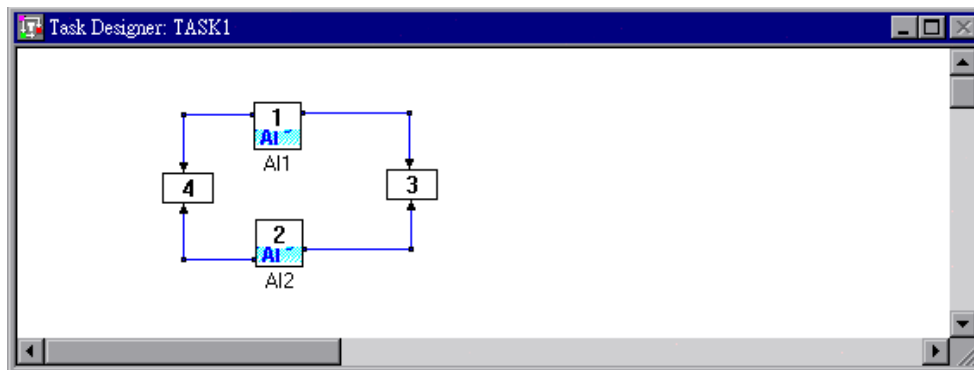 Task Designer: TASK1
1
AI
AI1
4
3
2
AI
AI2